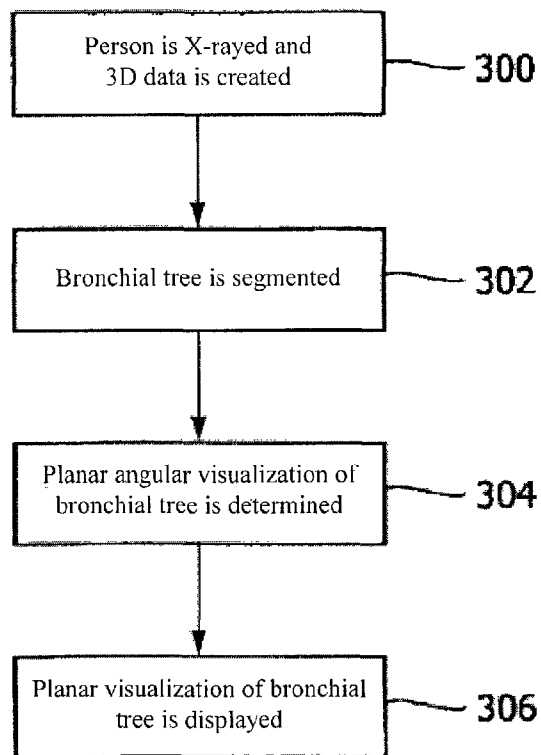 Person is X-rayed and
3D data is created
300
Bronchial tree is segmented
302
Planar angular visualization of
bronchial tree is determined
304
Planar visualization of bronchial
tree is displayed
306